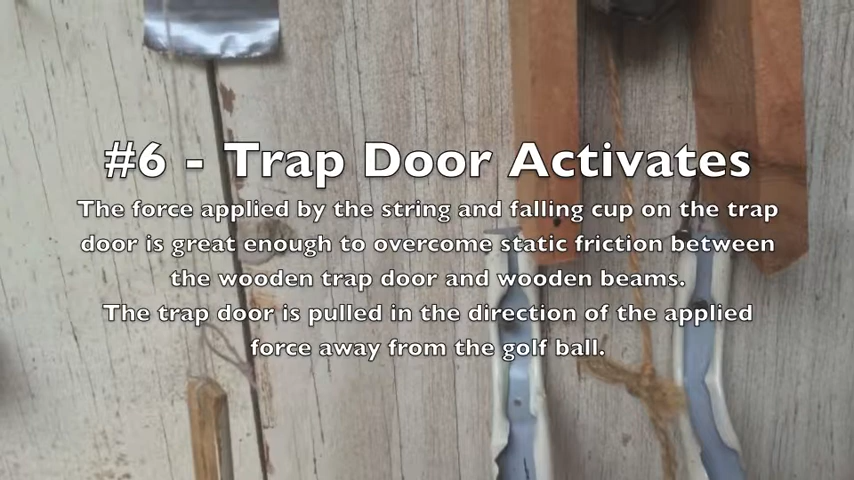 #6 - Trap Door Activates
The force applied by the string and falling cup on the trap
door is great enough to overcome static friction between
the wooden trap door and wooden beams.
The trap door is pulled in the direction of the applied
force away from the golf ball.